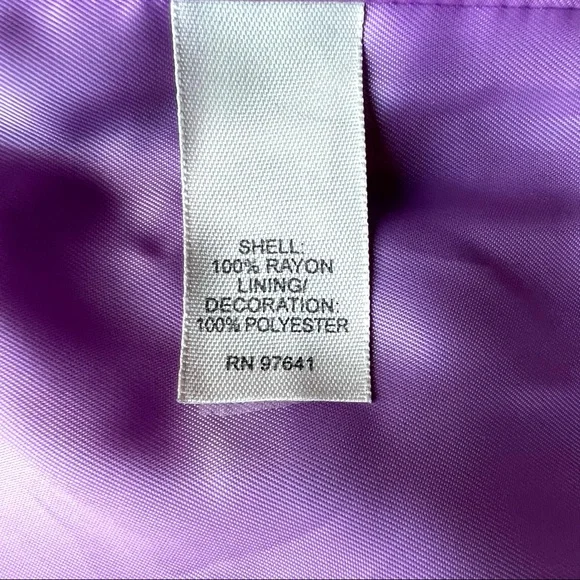 SHELL:
100% RAYON
LINING/
DECORATION:
100% POLYESTER
RN 97641